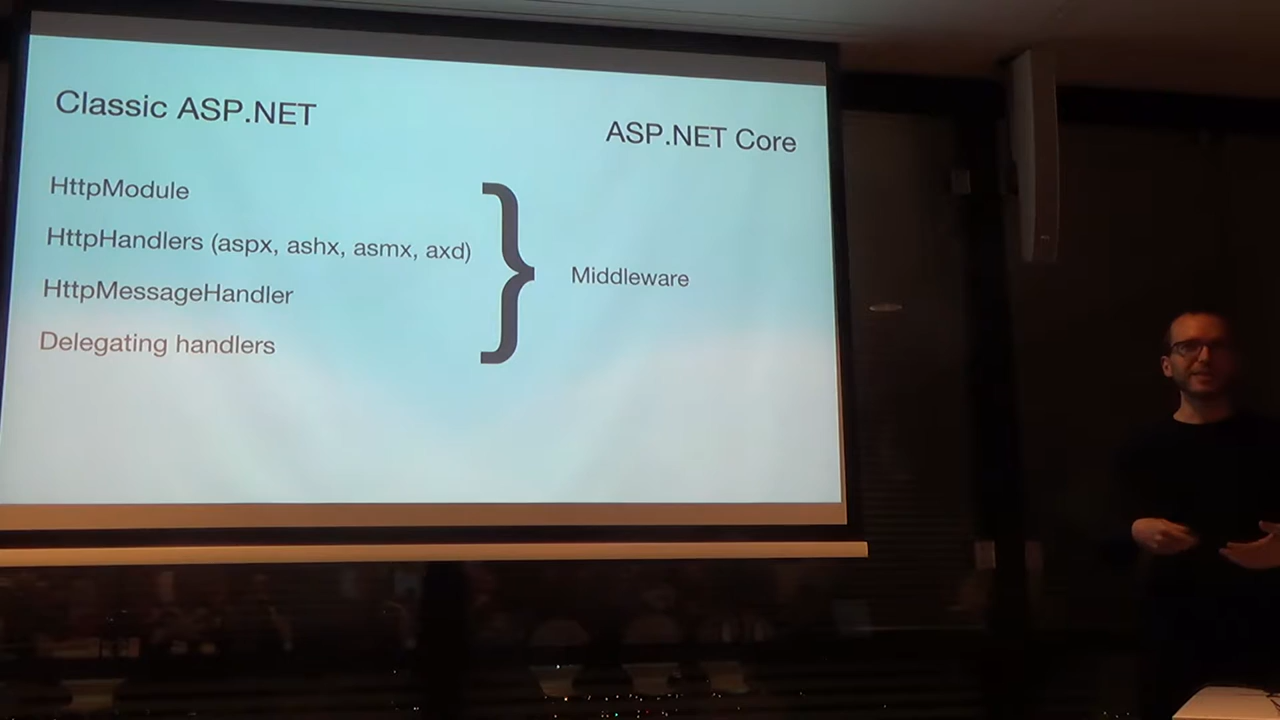 Classic ASP.NET
ASP.NET Core
HttpModule
HttpHandlers (aspx, ashx, asmx, axd)
HttpMessageHandler
Delegating handlers
Middleware